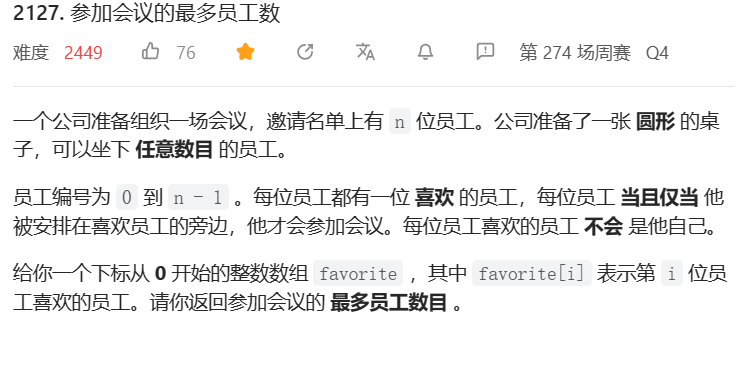 2127. 参加会议的最多员工数
难度 2449 76 第 274 场周赛 Q4
一个公司准备组织一场会议，邀请名单上有 n 位员工。公司准备了一张 圆形 的桌
子，可以坐下 任意数目 的员工。
员工编号为 0 到 n - 1 。每位员工都有一位 喜欢 的员工，每位员工 当且仅当 他
被安排在喜欢员工的旁边，他才会参加会议。每位员工喜欢的员工 不会 是他自己。
给你一个下标从 0 开始的整数数组 favorite ，其中 favorite[i] 表示第 i 位员
工喜欢的员工。请你返回参加会议的 最多员工数目 。